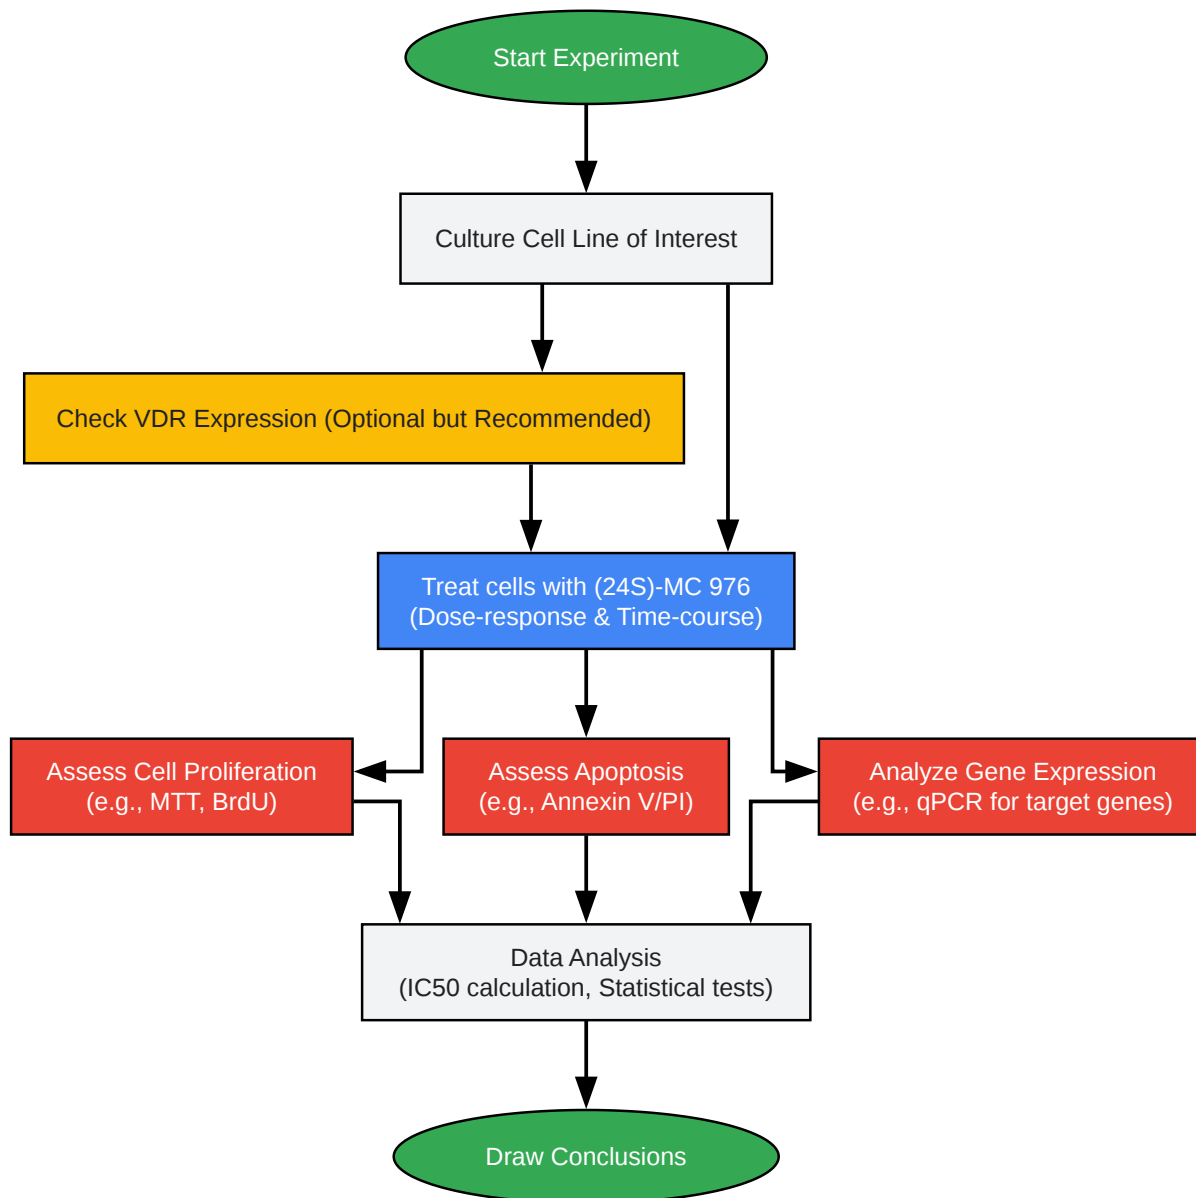 Start Experiment
Culture Cell Line of Interest
Check VDR Expression (Optional but Recommended)
Treat cells with (24S)-MC 976
(Dose-response & Time-course)
Assess Cell Proliferation
(e.g., MTT, BrdU)
Assess Apoptosis
(e.g., Annexin V/PI)
Analyze Gene Expression
(e.g., qPCR for target genes)
Data Analysis
(IC50 calculation, Statistical tests)
Draw Conclusions